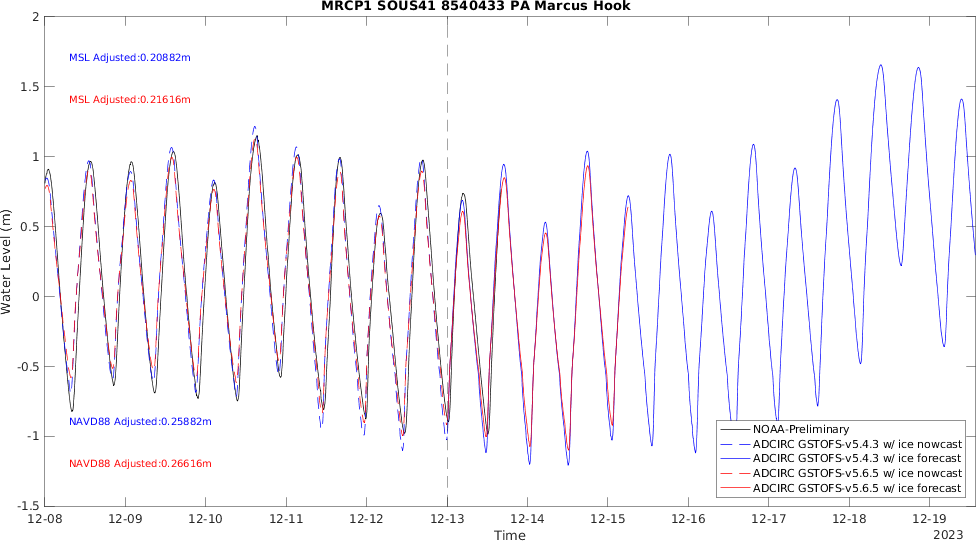 MRCP1 SOUS41 8540433 PA Marcus Hook
2
1.5
1
0.5
0
-0.5
-1
-1.5
Water Level (m)
MSL Adjusted:0.20882m
MSL Adjusted:0.21616m
NAVD88 Adjusted:0.25882m
NAVD88 Adjusted:0.26616m
NOAA-Preliminary
ADCIRC GSTOFS-v5.4.3 w/ ice nowcast
ADCIRC GSTOFS-v5.4.3 w/ ice forecast
ADCIRC GSTOFS-v5.6.5 w/ ice nowcast
ADCIRC GSTOFS-v5.6.5 w/ ice forecast
12-08 12-09 12-10 12-11 12-12 12-13 12-14 12-15 12-16 12-17 12-18 12-19
Time
2023